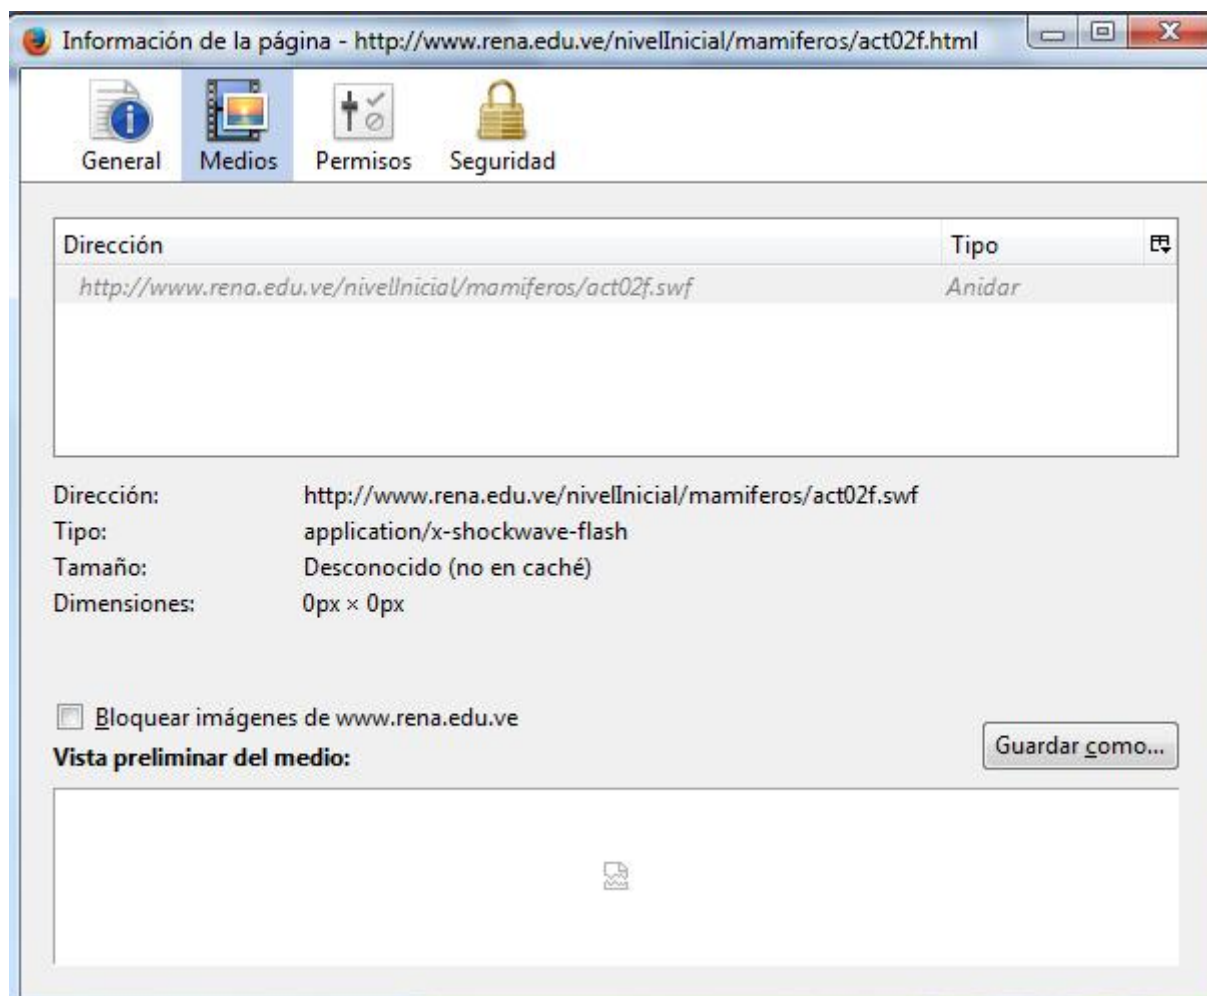 Información de la página - http://www.rena.edu.ve/nivelInicial/mamiferos/act02f.html
General Medios Permisos Seguridad
Dirección Tipo
http://www.rena.edu.ve/nivelInicial/mamiferos/act02f.swf Anidar
Dirección: http://www.rena.edu.ve/nivelInicial/mamiferos/act02f.swf
Tipo: application/x-shockwave-flash
Tamaño: Desconocido (no en caché)
Dimensiones: 0px × 0px
Bloquear imágenes de www.rena.edu.ve
Guardar como...
Vista preliminar del medio: